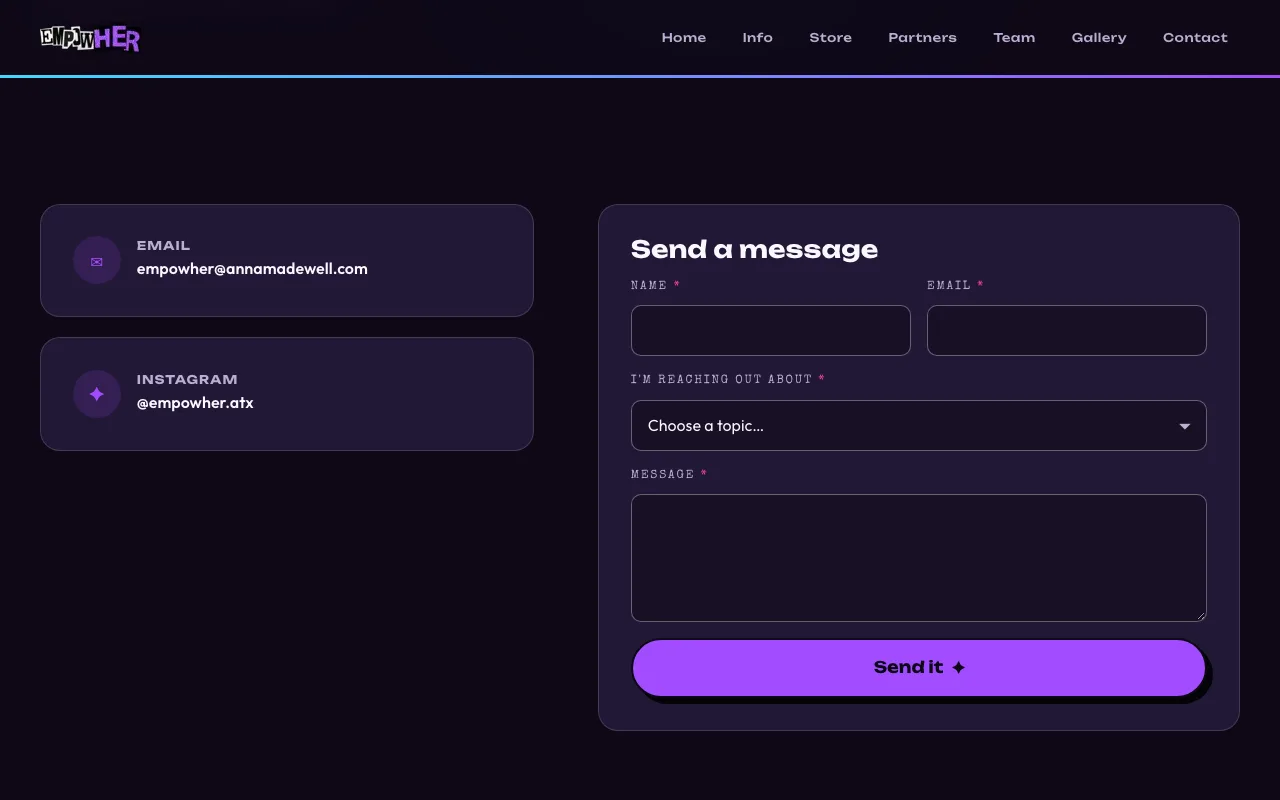 EMPOWHER
Home Info Store Partners Team Gallery Contact
EMAIL
empowher@annamadewell.com
INSTAGRAM
@empowher.atx
Send a message
NAME *
EMAIL *
I'M REACHING OUT ABOUT *
Choose a topic...
MESSAGE *
Send it ✦